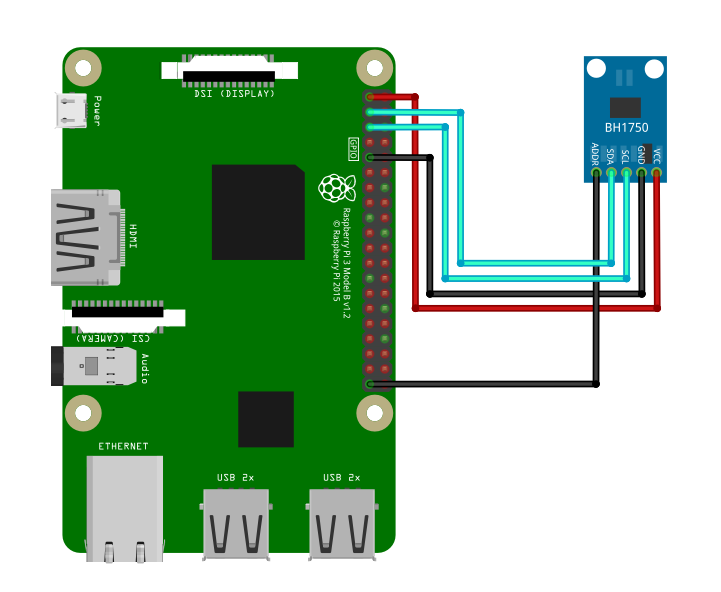 DSI (DISPLAY)
Power
GPIO
HDMI
Raspberry Pi 3 Model B v1.2
© Raspberry Pi 2015
CSI (CAMERA)
Audio
ETHERNET
USB 2x
USB 2x
BH1750
ADDR
SDA
SCL
GND
VCC